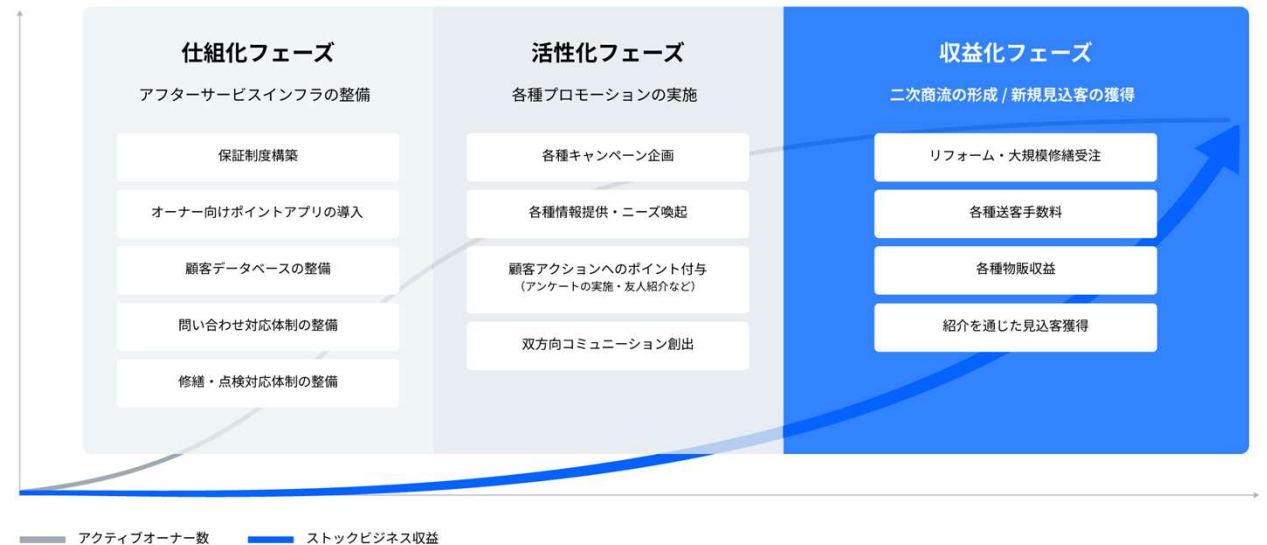 仕組化フェーズ
アフターサービスインフラの整備
保証制度構築
オーナー向けポイントアプリの導入
顧客データベースの整備
問い合わせ対応体制の整備
修繕・点検対応体制の整備
活性化フェーズ
各種プロモーションの実施
各種キャンペーン企画
各種情報提供・ニーズ喚起
顧客アクションへのポイント付与
（アンケートの実施・友人紹介など）
双方向コミュニーション創出
収益化フェーズ
二次商流の形成 / 新規見込客の獲得
リフォーム・大規模修繕受注
各種送客手数料
各種物販収益
紹介を通じた見込客獲得
アクティブオーナー数
ストックビジネス収益